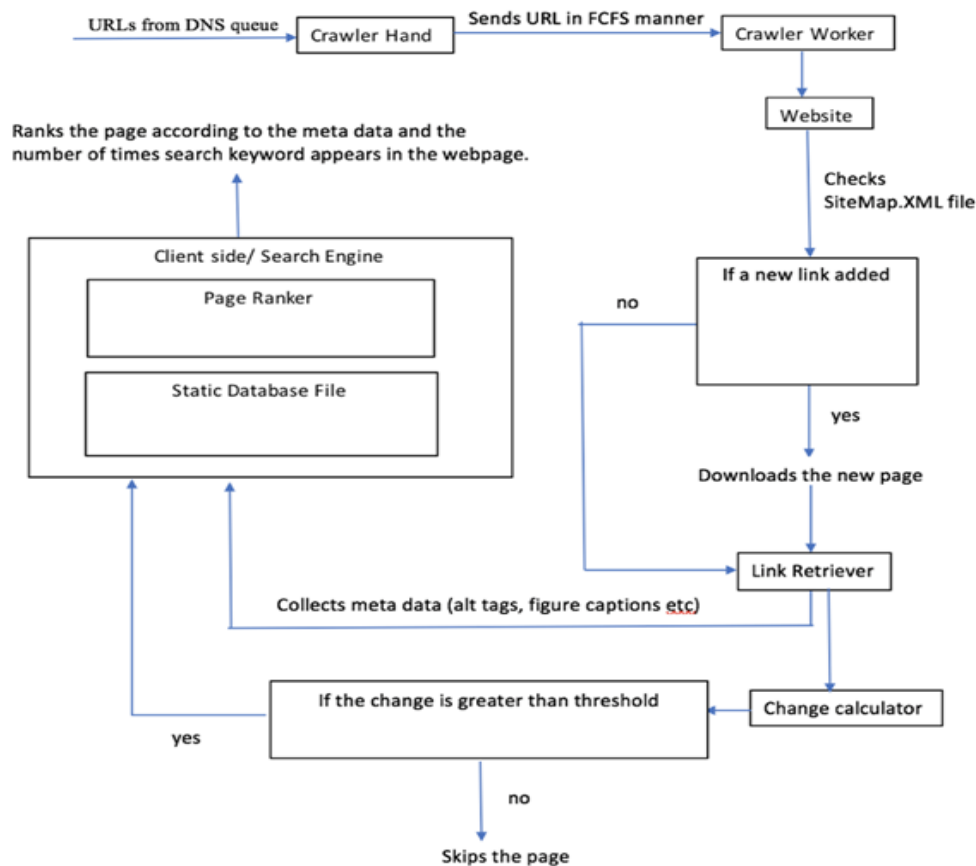 URLs from DNS queue
Crawler Hand
Sends URL in FCFS manner
Crawler Worker
Website
Ranks the page according to the meta data and the
number of times search keyword appears in the webpage.
Checks
SiteMap.XML file
Client side/ Search Engine
Page Ranker
Static Database File
If a new link added
no
yes
Downloads the new page
Link Retriever
Collects meta data (alt tags, figure captions etc)
Change calculator
If the change is greater than threshold
yes
no
Skips the page